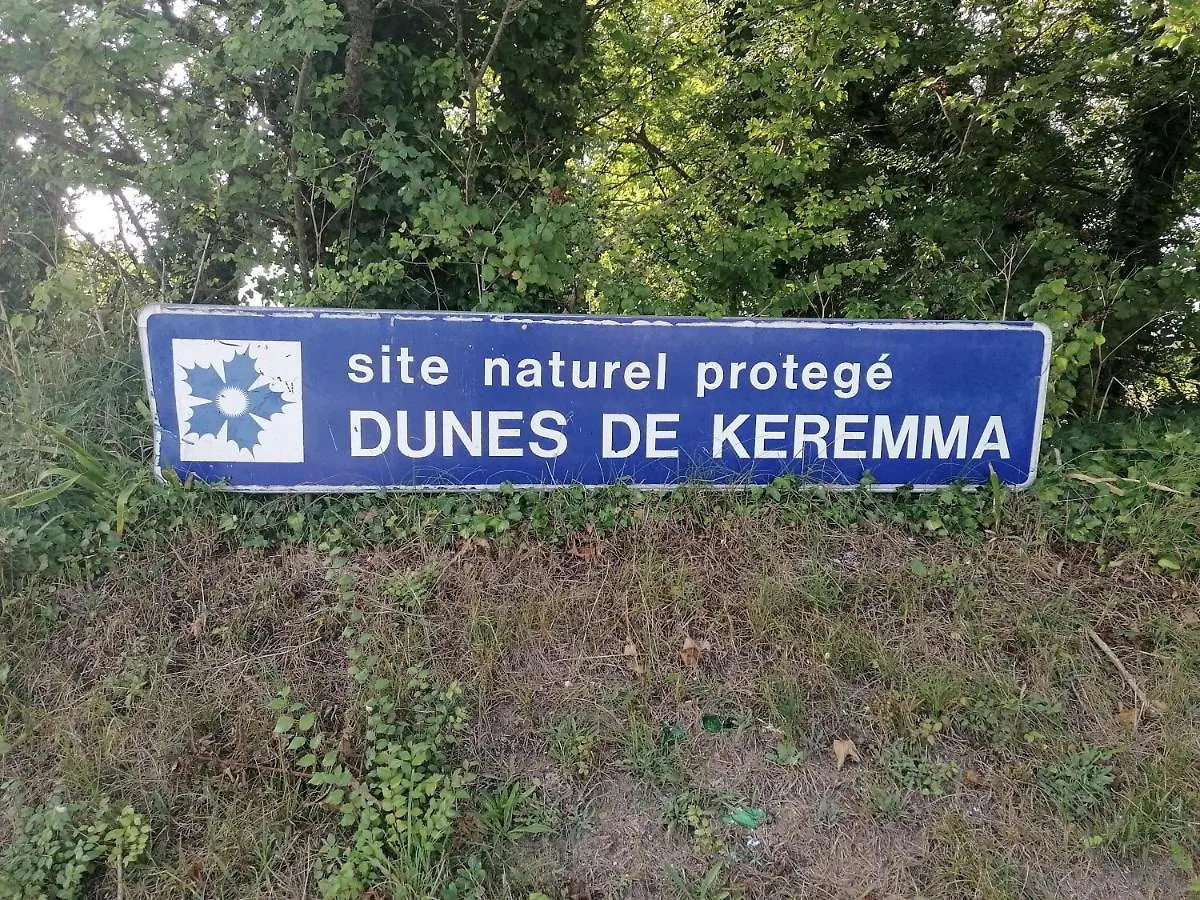 site naturel protegé
DUNES DE KEREMMA